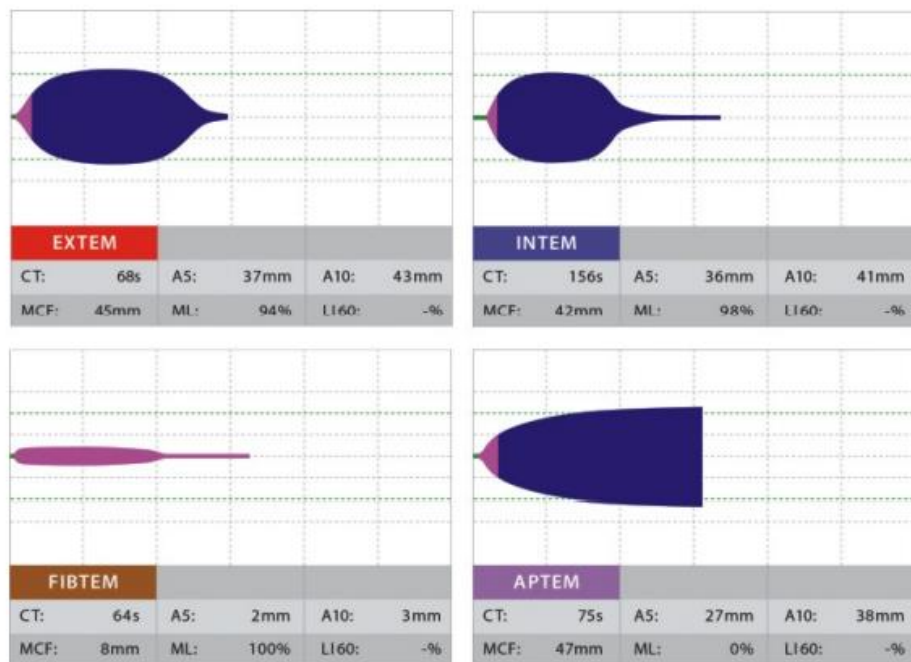 EXTEM
CT: 68s A5: 37mm A10: 43mm
MCF: 45mm ML: 94% LI60: -%
INTEM
CT: 156s A5: 36mm A10: 41mm
MCF: 42mm ML: 98% LI60: -%
FIBTEM
CT: 64s A5: 2mm A10: 3mm
MCF: 8mm ML: 100% LI60: -%
APTEM
CT: 75s A5: 27mm A10: 38mm
MCF: 47mm ML: 0% LI60: -%